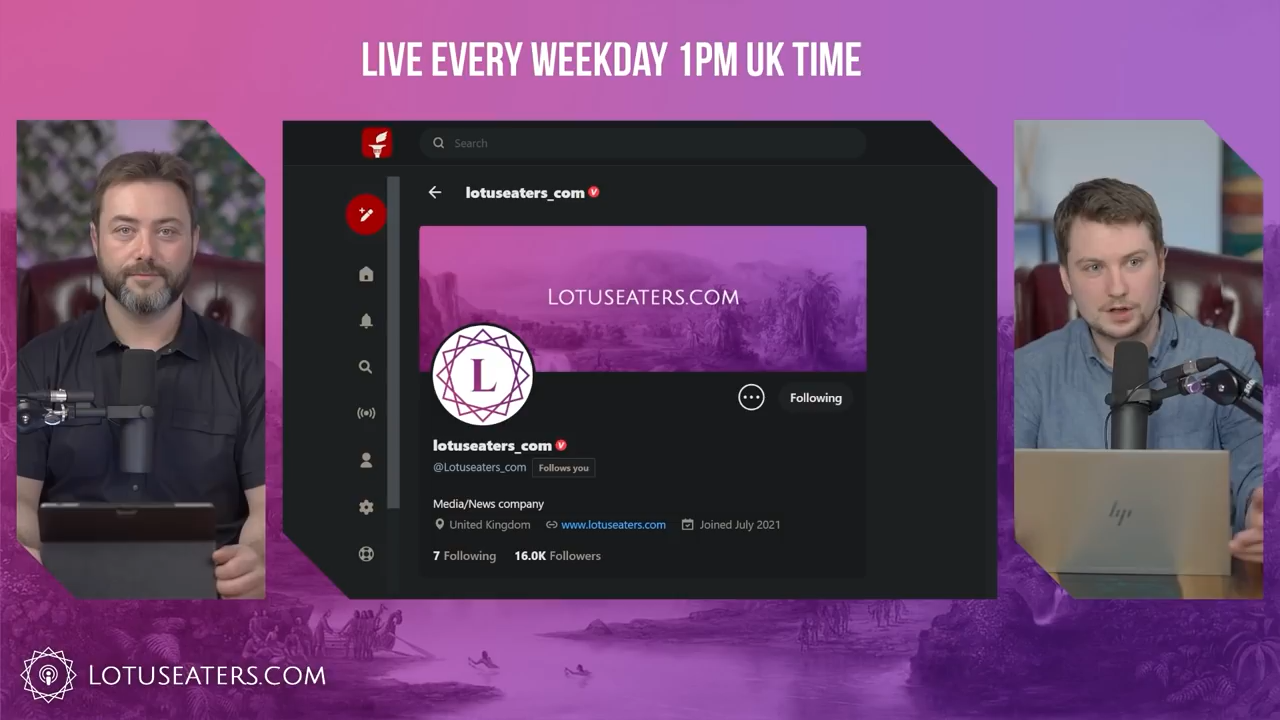 LIVE EVERY WEEKDAY 1PM UK TIME
Search
lotuseaters_com V
LOTUSEATERS.COM
L
Following
lotuseaters_com V
@Lotuseaters_com Follows you
Media/News company
United Kingdom www.lotuseaters.com Joined July 2021
7 Following 16.0K Followers
hp
LOTUSEATERS.COM